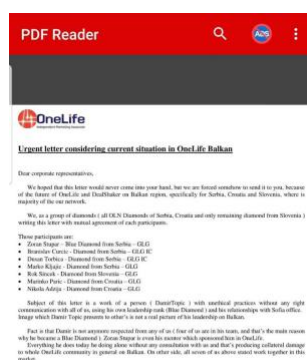 PDF Reader
ADS
OneLife
Urgent letter considering current situation in OneLife Balkan
Dear corporate representatives,
We hoped that this letter would never come into your hand, but we are forced somehow to send it to you, because
of the future of OneLife and DealShaker on Balkan region, specifically for Serbia, Croatia and Slovenia, where is
majority of the our network.
We, as a group of diamonds ( all OLN Diamonds of Serbia, Croatia and only remaining diamond from Slovenia )
writing this letter with mutual agreement of each participants.
Those participants are:
Zoran Stupar – Blue Diamond from Serbia – GLG
Branislav Curcic – Diamond from Serbia – GLG IC
Dusan Torbica – Diamond from Serbia – GLG IC
Marko Kljajic – Diamond from Serbia – GLG
Rok – Diamond from Slovenia – GLG
Marinko Paric – Diamond from Croatia – GLG
Nikola Adzija – Diamond from Croatia – GLG
Subject of this letter is a work of a person ( DamirTopic ) with unethical practices without any right
communication with all of us, using his own leadership rank (Blue Diamond ) and his relationships with Sofia office.
Image which Damir Topic presents to other's is not a real picture of his leadership on Balkan.
Fact is that Damir is not anymore respected from any of us ( four of us are in his team, and that's the main reason
why he became a Blue Diamond ). Zoran Stupar is even his master which sponsored him in OneLife.
Everything he does today he doing alone without any consultation with us and that's producing collateral damage
to whole OneLife community in general on Balkan. On other side, all seven of us above stated work together in this
market.